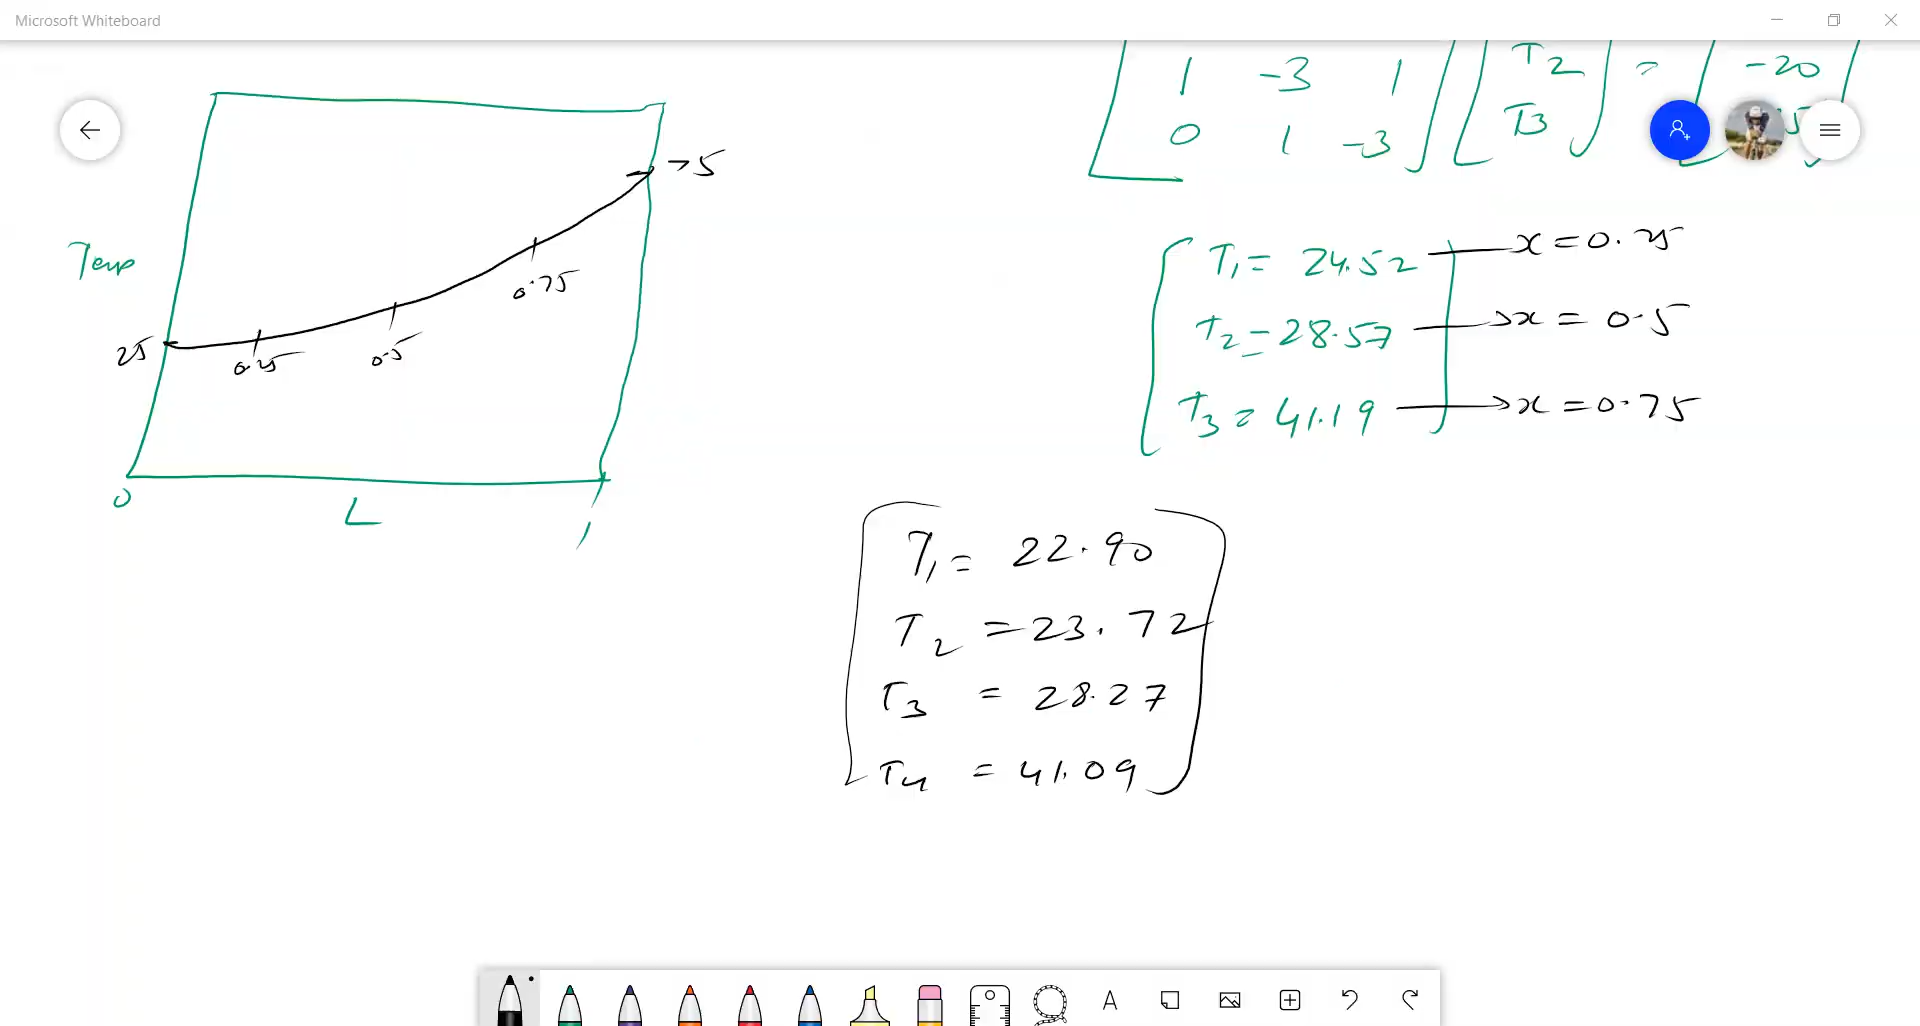 Microsoft Whiteboard
1 -3 1 T2 = -20
0 1 -3 T3
75
Temp
25
0.25
0.5
0.75
0
L
1
T1 = 24.52 x = 0.25
T2 = 28.57 x = 0.5
T3 = 41.19 x = 0.75
T1 = 22.90
T2 = 23.72
T3 = 28.27
T4 = 41.09
A